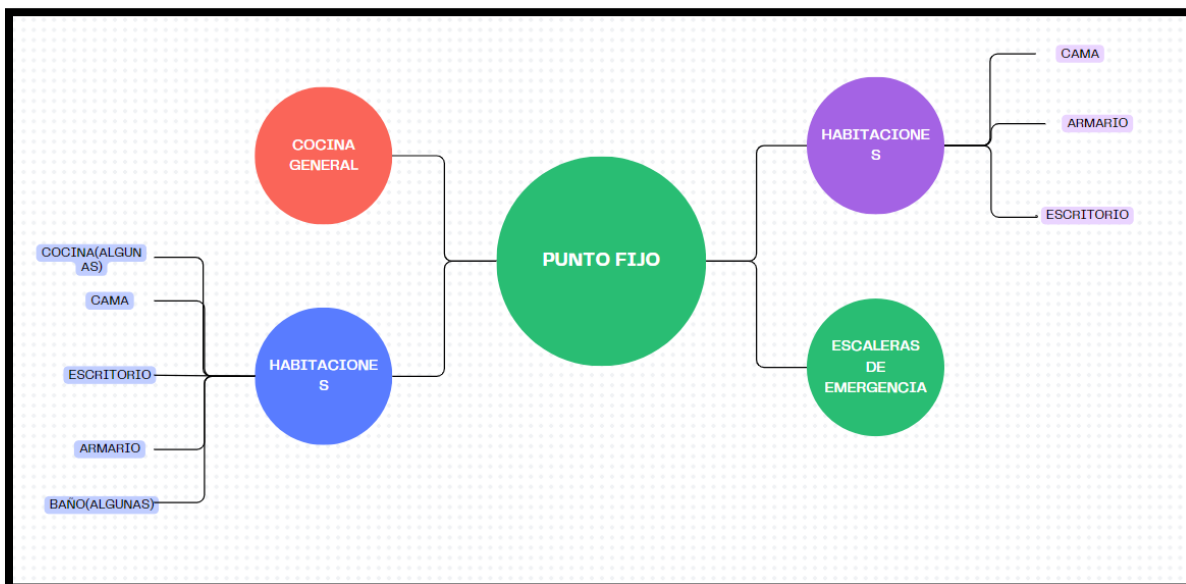 COCINA
GENERAL
COCINA(ALGUN
AS)
CAMA
ESCRITORIO
HABITACIONE
S
ARMARIO
BAÑO(ALGUNAS)
PUNTO FIJO
HABITACIONE
S
CAMA
ARMARIO
ESCRITORIO
ESCALERAS
DE
EMERGENCIA